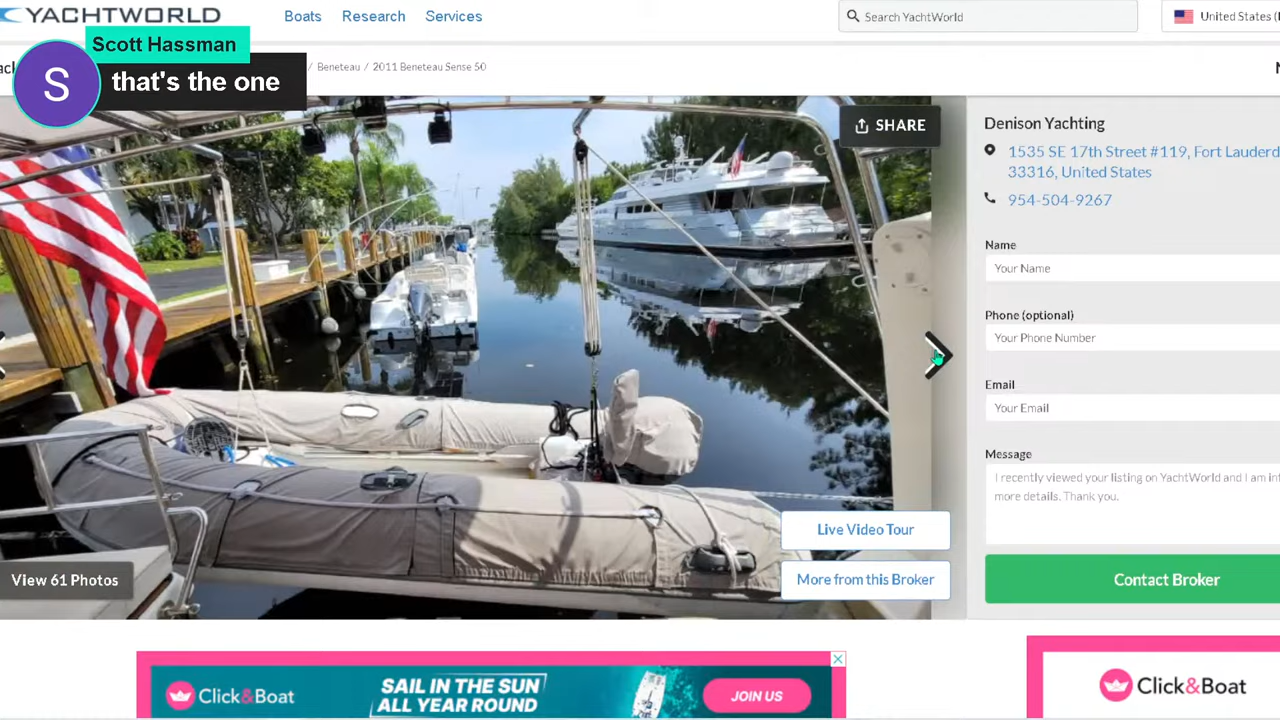 YACHTWORLD
Boats
Research
Services
Search YachtWorld
United States (
Scott Hassman
S
that's the one
/ Beneteau / 2011 Beneteau Sense 50
SHARE
Denison Yachting
1535 SE 17th Street #119, Fort Lauderd
33316, United States
954-504-9267
Name
Your Name
Phone (optional)
Your Phone Number
Email
Your Email
Message
I recently viewed your listing on YachtWorld and I am in
more details. Thank you.
Live Video Tour
View 61 Photos
More from this Broker
Contact Broker
Click&Boat
SAIL IN THE SUN
ALL YEAR ROUND
JOIN US
Click&Boat